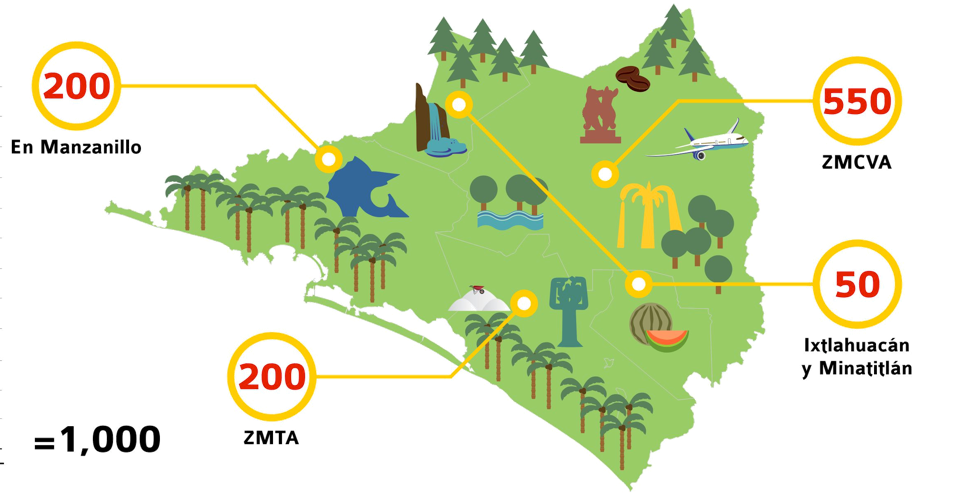 200
En Manzanillo
550
ZMCVA
50
Ixtlahuacán
y Minatitlán
200
ZMTA
=1,000